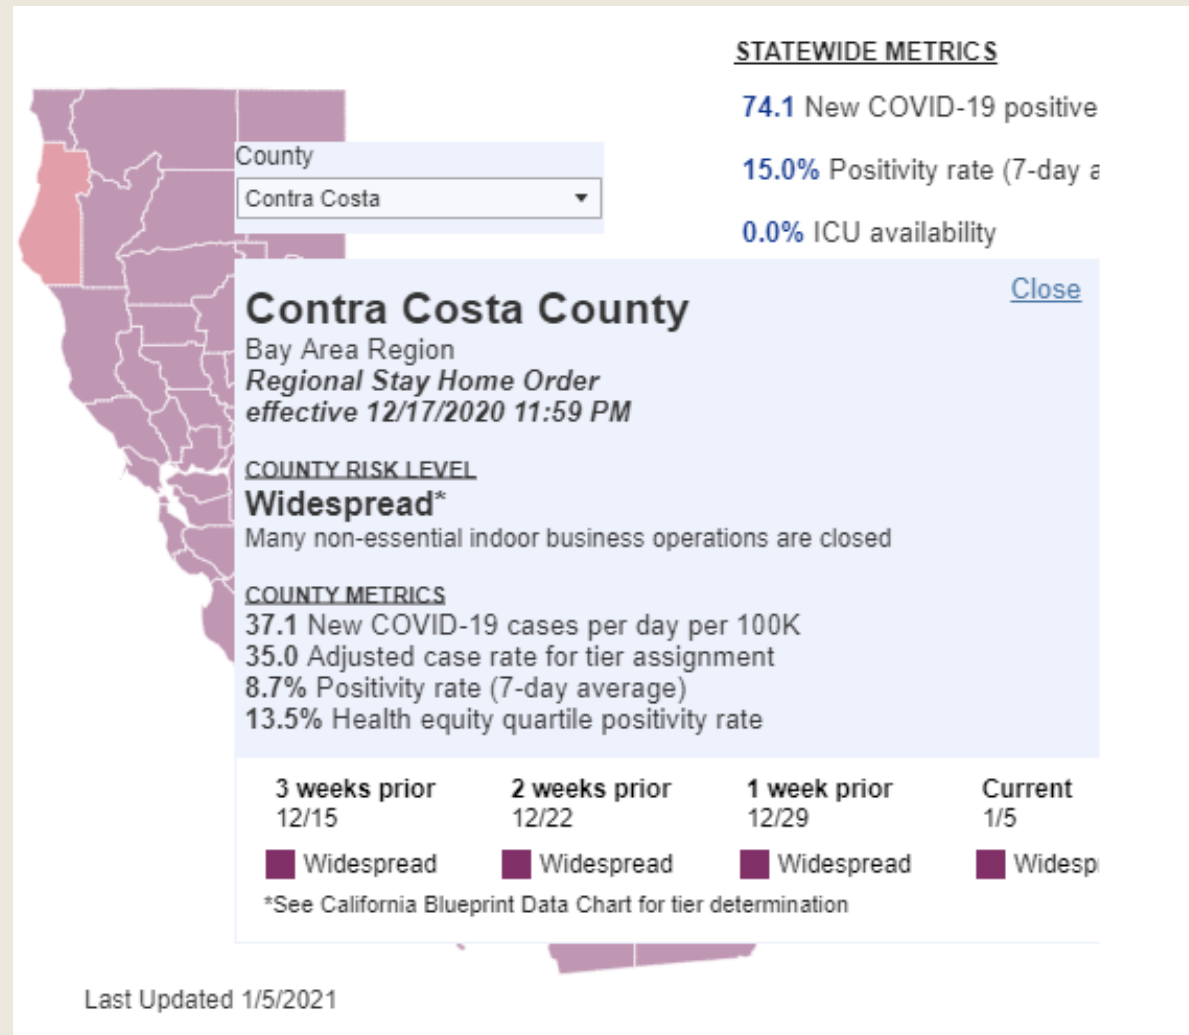 STATEWIDE METRICS
74.1 New COVID-19 positive
15.0% Positivity rate (7-day a
0.0% ICU availability
County
Contra Costa
Close
Contra Costa County
Bay Area Region
Regional Stay Home Order
effective 12/17/2020 11:59 PM
COUNTY RISK LEVEL
Widespread*
Many non-essential indoor business operations are closed
COUNTY METRICS
37.1 New COVID-19 cases per day per 100K
35.0 Adjusted case rate for tier assignment
8.7% Positivity rate (7-day average)
13.5% Health equity quartile positivity rate
3 weeks prior 2 weeks prior 1 week prior Current
12/15 12/22 12/29 1/5
Widespread Widespread Widespread Widesp
*See California Blueprint Data Chart for tier determination
Last Updated 1/5/2021